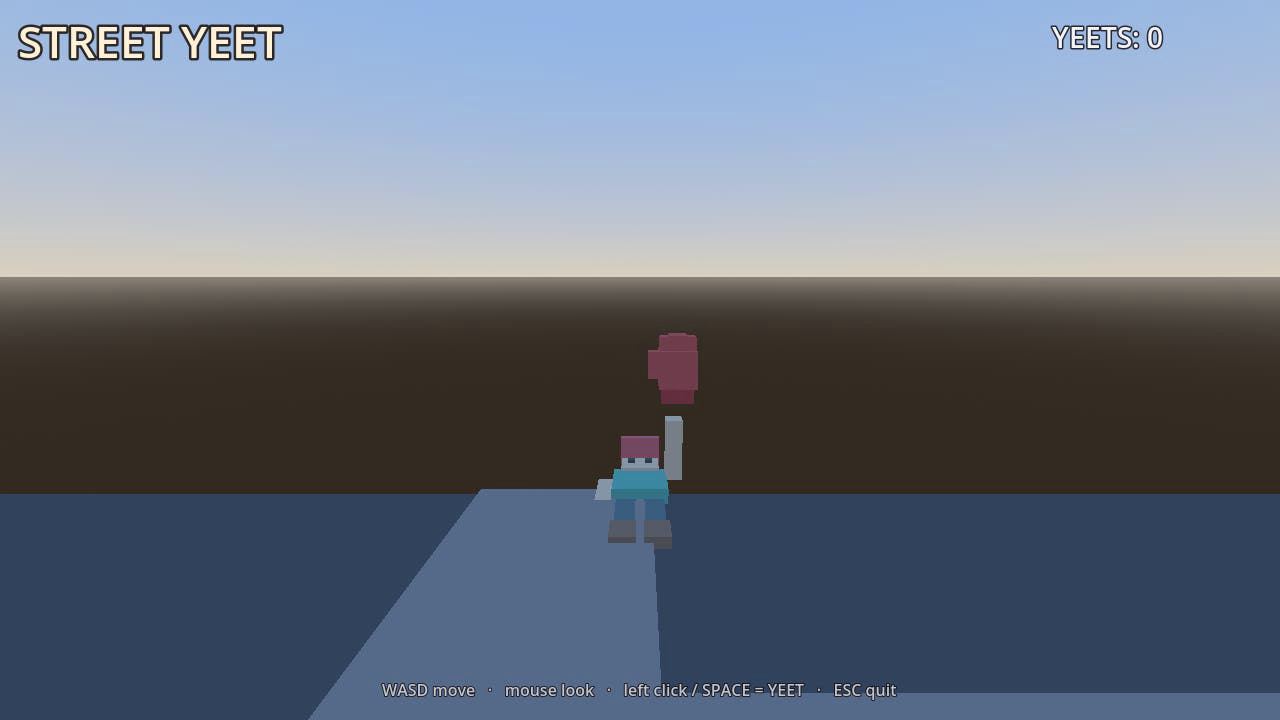 STREET YEET
YEETS: 0
WASD move · mouse look · left click / SPACE = YEET · ESC quit